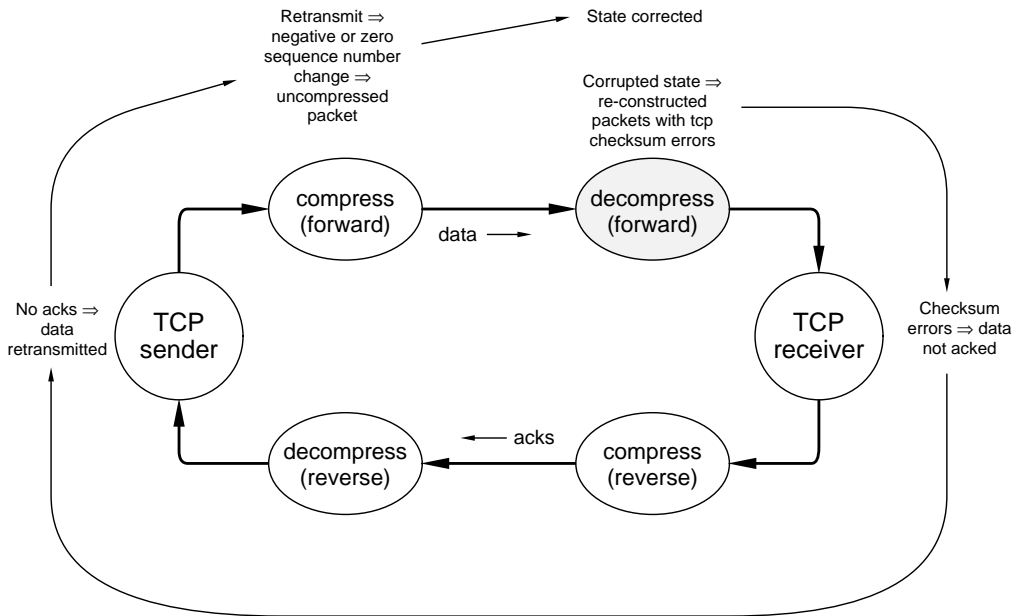 Retransmit ⇒
negative or zero
sequence number
change ⇒
uncompressed
packet
State corrected
Corrupted state ⇒
re-constructed
packets with tcp
checksum errors
compress
(forward)
data
decompress
(forward)
No acks ⇒
data
retransmitted
TCP
sender
TCP
receiver
Checksum
errors ⇒ data
not acked
decompress
(reverse)
acks
compress
(reverse)